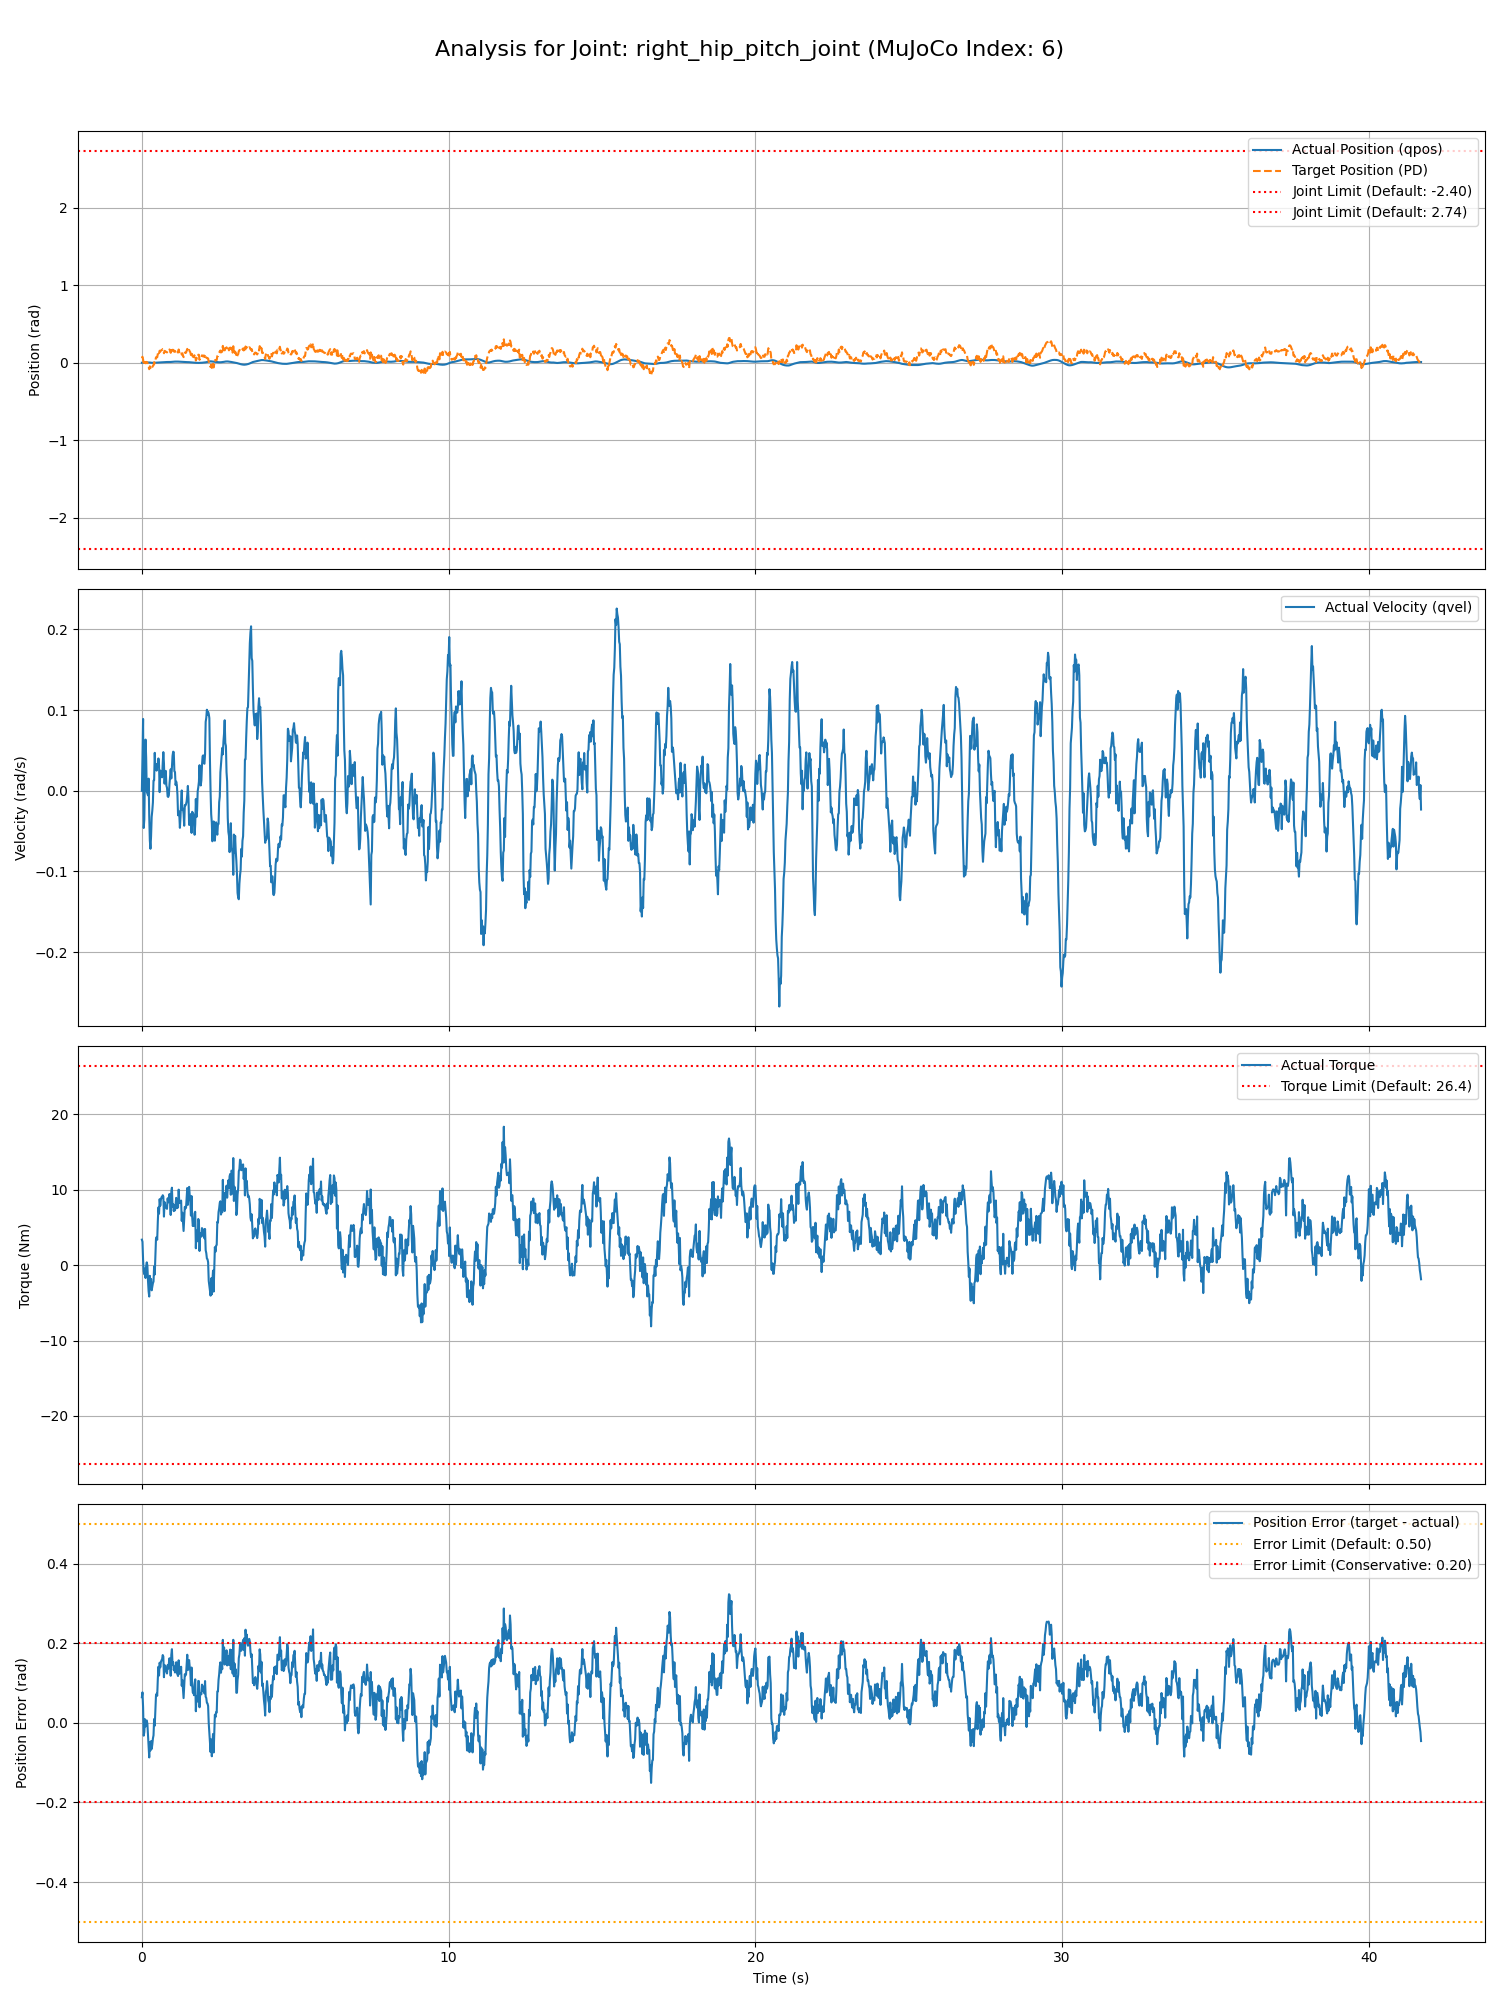 Analysis for Joint: right_hip_pitch_joint (MuJoCo Index: 6)
Actual Position (qpos)
Target Position (PD)
Joint Limit (Default: -2.40)
Joint Limit (Default: 2.74)
Position (rad)
2
1
0
−1
−2
Actual Velocity (qvel)
Velocity (rad/s)
0.2
0.1
0.0
−0.1
−0.2
Actual Torque
Torque Limit (Default: 26.4)
Torque (Nm)
20
10
0
−10
−20
Position Error (target - actual)
Error Limit (Default: 0.50)
Error Limit (Conservative: 0.20)
Position Error (rad)
0.4
0.2
0.0
−0.2
−0.4
0 10 20 30 40
Time (s)